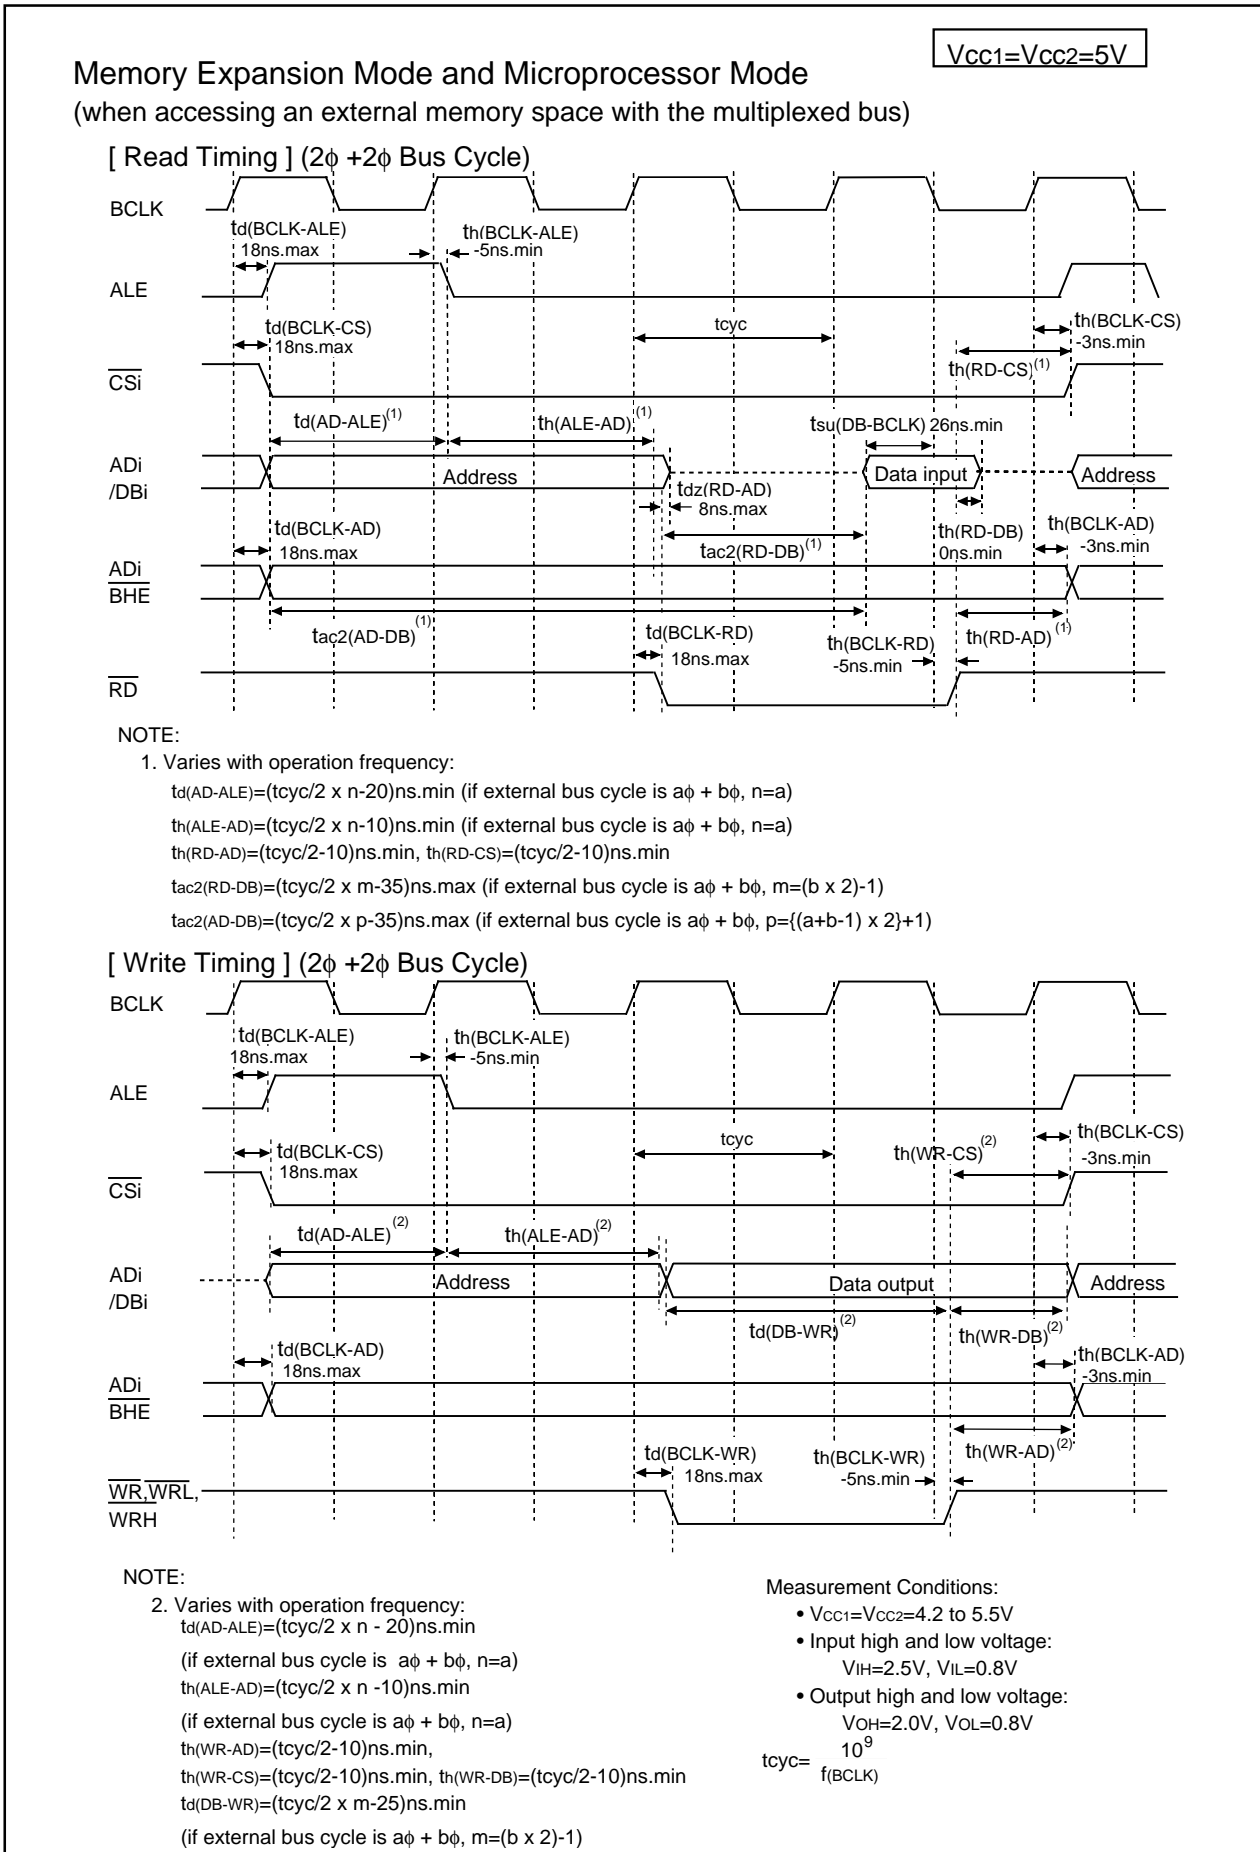 Vcc1=Vcc2=5V
Memory Expansion Mode and Microprocessor Mode
(when accessing an external memory space with the multiplexed bus)
[ Read Timing ] (2ϕ +2ϕ Bus Cycle)
BCLK
td(BCLK-ALE)
18ns.max
th(BCLK-ALE)
-5ns.min
ALE
td(BCLK-CS)
18ns.max
tcyc
th(BCLK-CS)
-3ns.min
th(RD-CS)(1)
CSi
td(AD-ALE)(1)
th(ALE-AD)(1)
tsu(DB-BCLK) 26ns.min
ADi
/DBi
Address
Data input
Address
tdz(RD-AD)
8ns.max
td(BCLK-AD)
18ns.max
tac2(RD-DB)(1)
th(RD-DB)
0ns.min
th(BCLK-AD)
-3ns.min
ADi
BHE
tac2(AD-DB)(1)
td(BCLK-RD)
18ns.max
th(BCLK-RD)
-5ns.min
th(RD-AD)(1)
RD
NOTE:
1. Varies with operation frequency:
td(AD-ALE)=(tcyc/2 x n-20)ns.min (if external bus cycle is aϕ + bϕ, n=a)
th(ALE-AD)=(tcyc/2 x n-10)ns.min (if external bus cycle is aϕ + bϕ, n=a)
th(RD-AD)=(tcyc/2-10)ns.min, th(RD-CS)=(tcyc/2-10)ns.min
tac2(RD-DB)=(tcyc/2 x m-35)ns.max (if external bus cycle is aϕ + bϕ, m=(b x 2)-1)
tac2(AD-DB)=(tcyc/2 x p-35)ns.max (if external bus cycle is aϕ + bϕ, p={(a+b-1) x 2}+1)
[ Write Timing ] (2ϕ +2ϕ Bus Cycle)
BCLK
td(BCLK-ALE)
18ns.max
th(BCLK-ALE)
-5ns.min
ALE
td(BCLK-CS)
18ns.max
tcyc
th(WR-CS)(2)
th(BCLK-CS)
-3ns.min
CSi
td(AD-ALE)(2)
th(ALE-AD)(2)
ADi
/DBi
Address
Data output
Address
td(DB-WR)(2)
th(WR-DB)(2)
td(BCLK-AD)
18ns.max
th(BCLK-AD)
-3ns.min
ADi
BHE
td(BCLK-WR)
18ns.max
th(BCLK-WR)
-5ns.min
th(WR-AD)(2)
WR,WRL,
WRH
NOTE:
2. Varies with operation frequency:
td(AD-ALE)=(tcyc/2 x n - 20)ns.min
(if external bus cycle is aϕ + bϕ, n=a)
th(ALE-AD)=(tcyc/2 x n -10)ns.min
(if external bus cycle is aϕ + bϕ, n=a)
th(WR-AD)=(tcyc/2-10)ns.min,
th(WR-CS)=(tcyc/2-10)ns.min, th(WR-DB)=(tcyc/2-10)ns.min
td(DB-WR)=(tcyc/2 x m-25)ns.min
(if external bus cycle is aϕ + bϕ, m=(b x 2)-1)
Measurement Conditions:
• VCC1=VCC2=4.2 to 5.5V
• Input high and low voltage:
VIH=2.5V, VIL=0.8V
• Output high and low voltage:
VOH=2.0V, VOL=0.8V
tcyc= 10^9
f(BCLK)